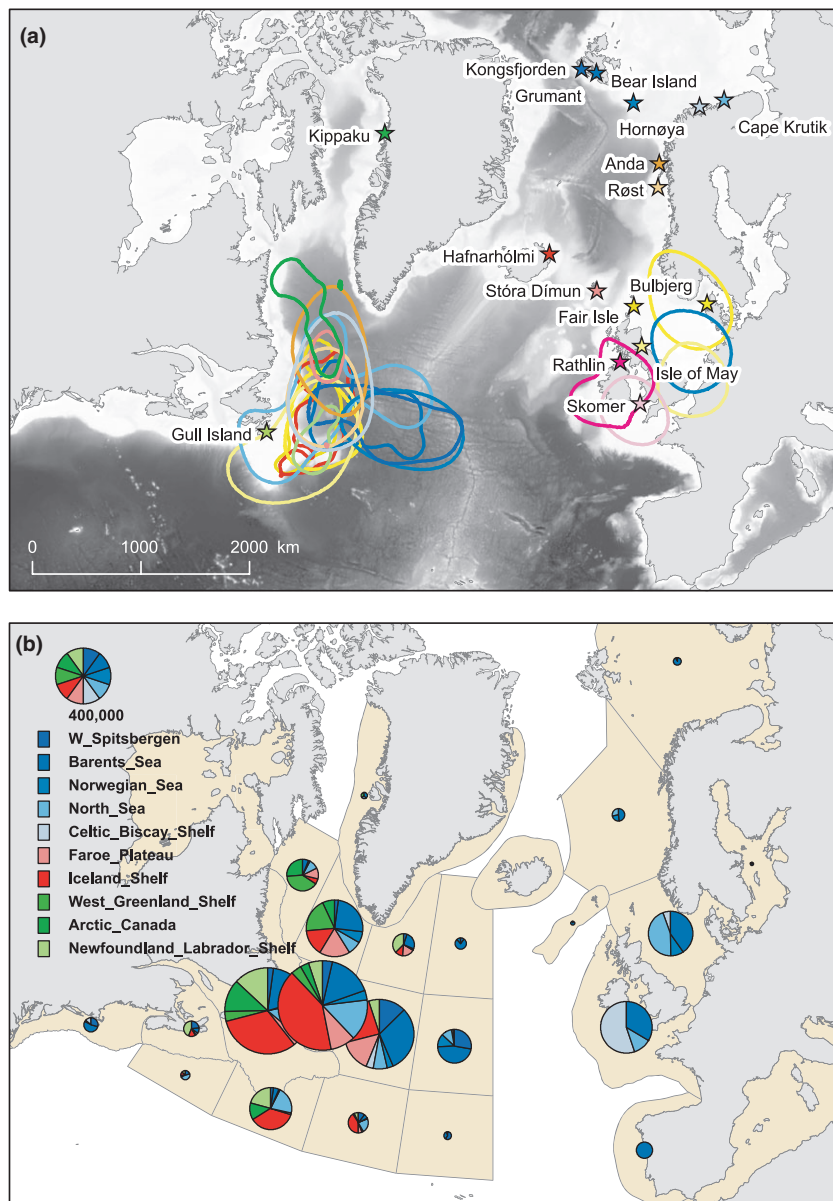 (a)
Kongsfjorden
Bear Island
Grumant
Kippaku
Hornøya
Cape Krutik
Anda
Røst
Hafnarhólmi
Stóra Dímun
Bulbjerg
Fair Isle
Rathlin
Isle of May
Skomer
Gull Island
0 1000 2000 km
(b)
400,000
W_Spitsbergen
Barents_Sea
Norwegian_Sea
North_Sea
Celtic_Biscay_Shelf
Faroe_Plateau
Iceland_Shelf
West_Greenland_Shelf
Arctic_Canada
Newfoundland_Labrador_Shelf